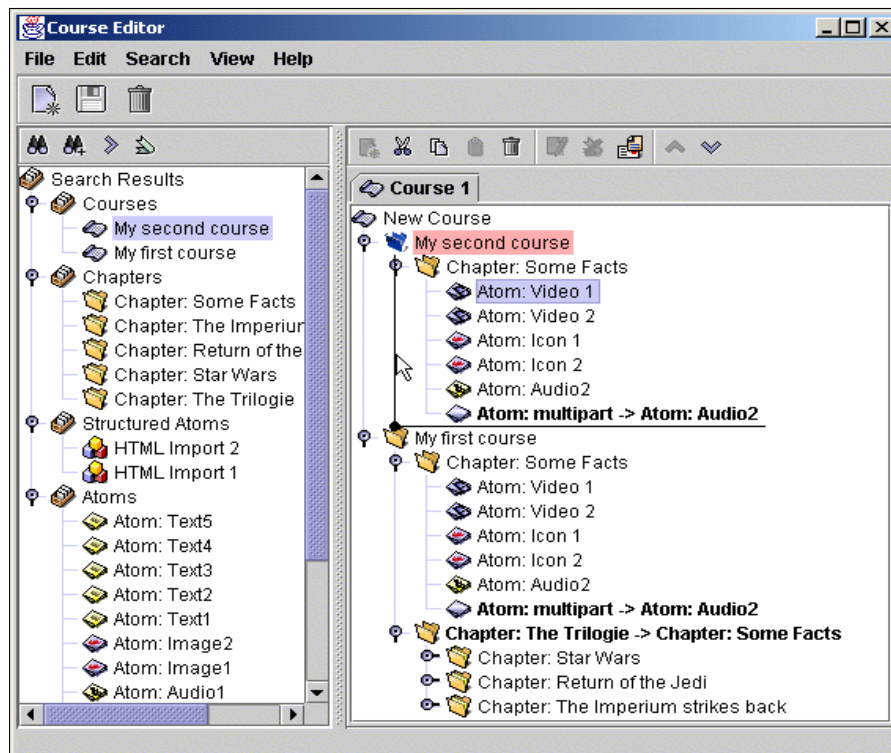 Course Editor
File Edit Search View Help
Search Results
Courses
My second course
My first course
Chapters
Chapter: Some Facts
Chapter: The Imperiur
Chapter: Return of the
Chapter: Star Wars
Chapter: The Trilogie
Structured Atoms
HTML Import 2
HTML Import 1
Atoms
Atom: Text5
Atom: Text4
Atom: Text3
Atom: Text2
Atom: Text1
Atom: Image2
Atom: Image1
Atom: Audio1
Course 1
New Course
My second course
Chapter: Some Facts
Atom: Video 1
Atom: Video 2
Atom: Icon 1
Atom: Icon 2
Atom: Audio2
Atom: multipart -> Atom: Audio2
My first course
Chapter: Some Facts
Atom: Video 1
Atom: Video 2
Atom: Icon 1
Atom: Icon 2
Atom: Audio2
Atom: multipart -> Atom: Audio2
Chapter: The Trilogie -> Chapter: Some Facts
Chapter: Star Wars
Chapter: Return of the Jedi
Chapter: The Imperium strikes back